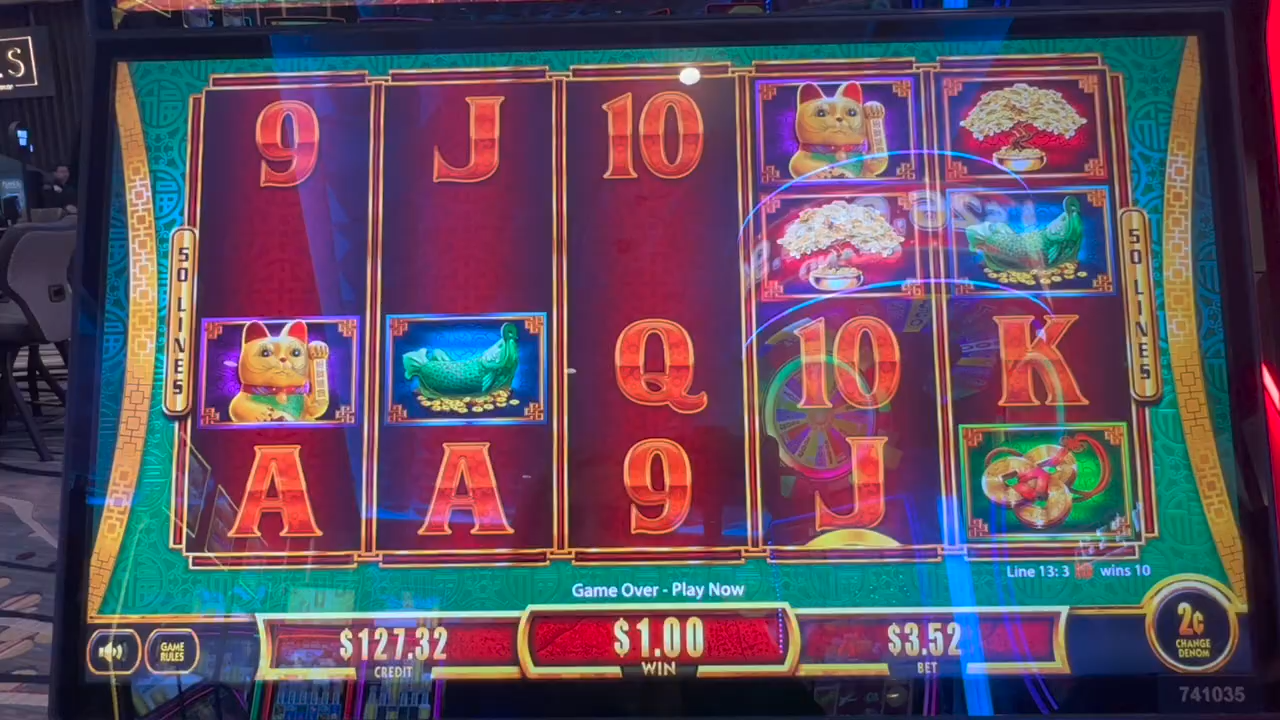 S
9 J 10
50 LINES
50 LINES
Q 10 K
A A 9 J
Line 13: 3 wins 10
Game Over - Play Now
$127.32
CREDIT
$1.00
WIN
$3.52
BET
GAME
RULES
2¢
CHANGE
DENOM
741035